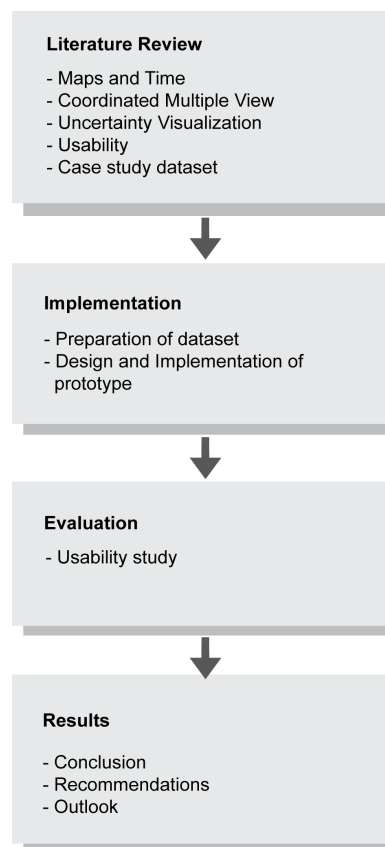 Literature Review
- Maps and Time
- Coordinated Multiple View
- Uncertainty Visualization
- Usability
- Case study dataset
Implementation
- Preparation of dataset
- Design and Implementation of
prototype
Evaluation
- Usability study
Results
- Conclusion
- Recommendations
- Outlook